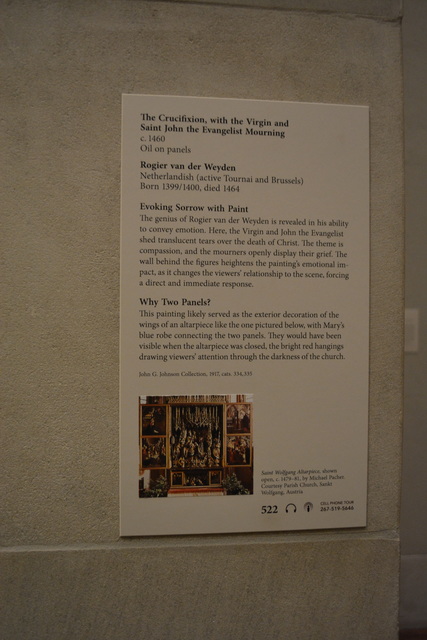 The Crucifixion, with the Virgin and
Saint John the Evangelist Mourning
c. 1460
Oil on panels
Rogier van der Weyden
Netherlandish (active Tournai and Brussels)
Born 1399/1400, died 1464
Evoking Sorrow with Paint
The genius of Rogier van der Weyden is revealed in his ability
to convey emotion. Here, the Virgin and John the Evangelist
shed translucent tears over the death of Christ. The theme is
compassion, and the mourners openly display their grief. The
wall behind the figures heightens the painting's emotional im-
pact, as it changes the viewers' relationship to the scene, forcing
a direct and immediate response.
Why Two Panels?
This painting likely served as the exterior decoration of the
wings of an altarpiece like the one pictured below, with Mary's
blue robe connecting the two panels. They would have been
visible when the altarpiece was closed, the bright red hangings
drawing viewers' attention through the darkness of the church.
John G. Johnson Collection, 1917, cats. 334,335
Saint Wolfgang Altarpiece, shown
open, c. 1479–81, by Michael Pacher.
Courtesy Parish Church, Sankt
Wolfgang, Austria
522
CELL PHONE TOUR
267-519-5646